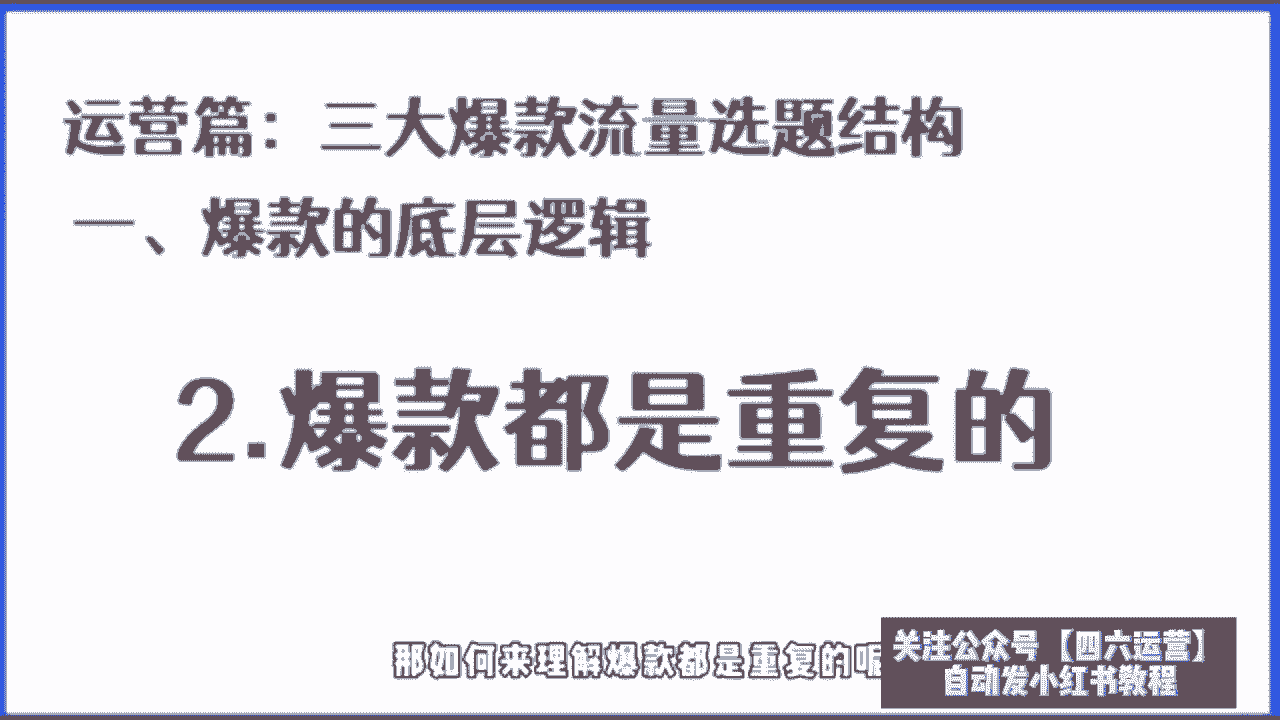 运营篇：三大爆款流量选题结构
一、爆款的底层逻辑
2.爆款都是重复的
那如何来理解爆款都是重复的呢
关注公众号【四六运营】
自动发小红书教程